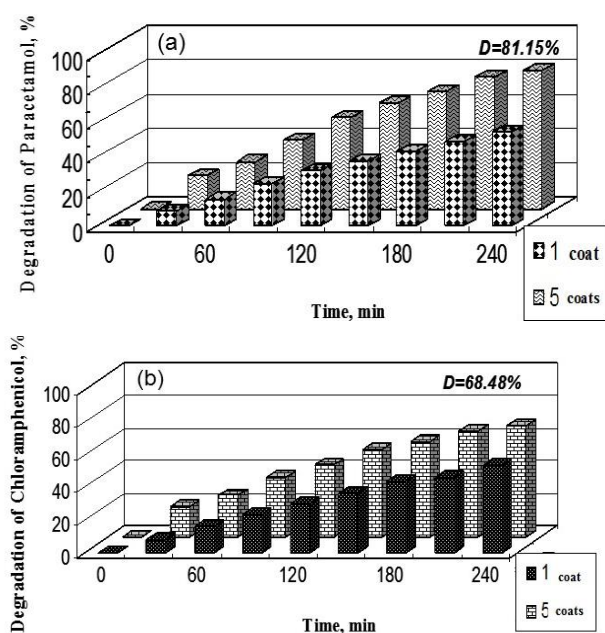 (a)
D=81.15%
Degradation of Paracetamol, %
100
80
60
40
20
0
0 60 120 180 240
Time, min
1 coat
5 coats
(b)
D=68.48%
Degradation of Chloramphenicol, %
100
80
60
40
20
0
0 60 120 180 240
Time, min
1 coat
5 coats